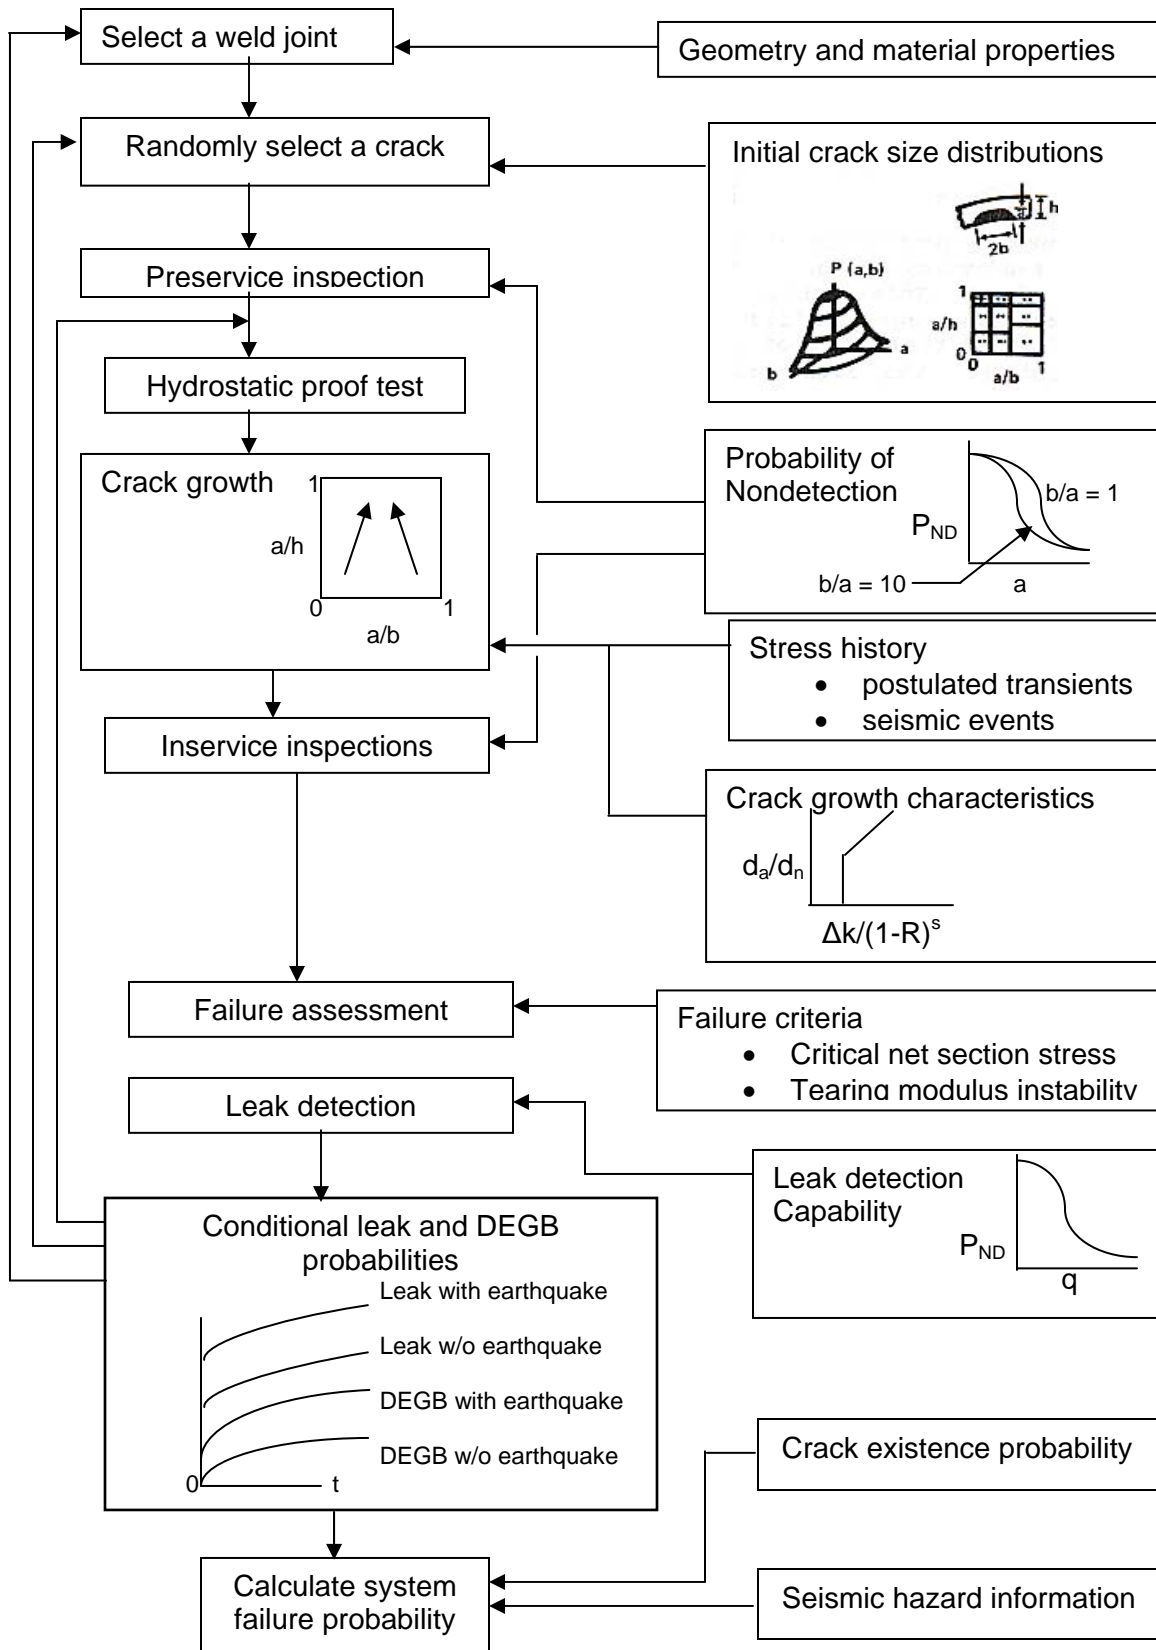 Select a weld joint
Geometry and material properties
Randomly select a crack
Initial crack size distributions
a
h
2b
P (a,b)
a
b
1
a/h
0
0
1
a/b
Preservice inspection
Hydrostatic proof test
Probability of
Nondetection
P_ND
b/a = 1
b/a = 10
a
Crack growth
1
a/h
0
1
a/b
Stress history
• postulated transients
• seismic events
Inservice inspections
Crack growth characteristics
d_a/d_n
Δk/(1-R)^s
Failure assessment
Failure criteria
• Critical net section stress
• Tearing modulus instability
Leak detection
Leak detection
Capability
P_ND
q
Conditional leak and DEGB
probabilities
Leak with earthquake
Leak w/o earthquake
DEGB with earthquake
DEGB w/o earthquake
0
t
Crack existence probability
Calculate system
failure probability
Seismic hazard information